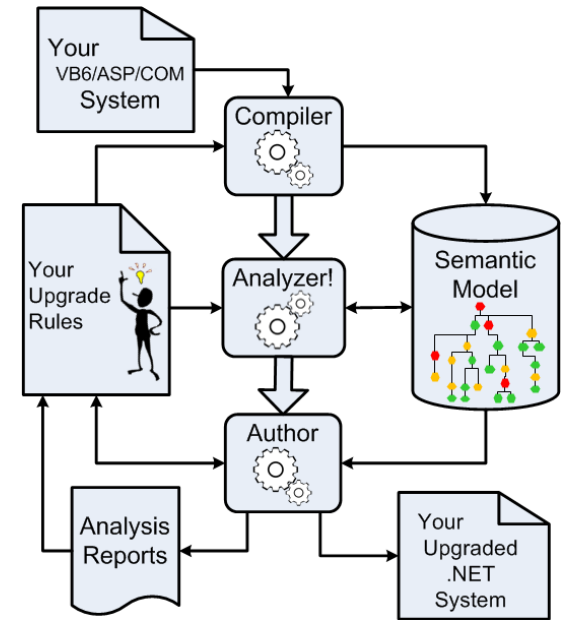 Your
VB6/ASP/COM
System
Compiler
Your
Upgrade
Rules
Analyzer!
Semantic
Model
Author
Analysis
Reports
Your
Upgraded
.NET
System